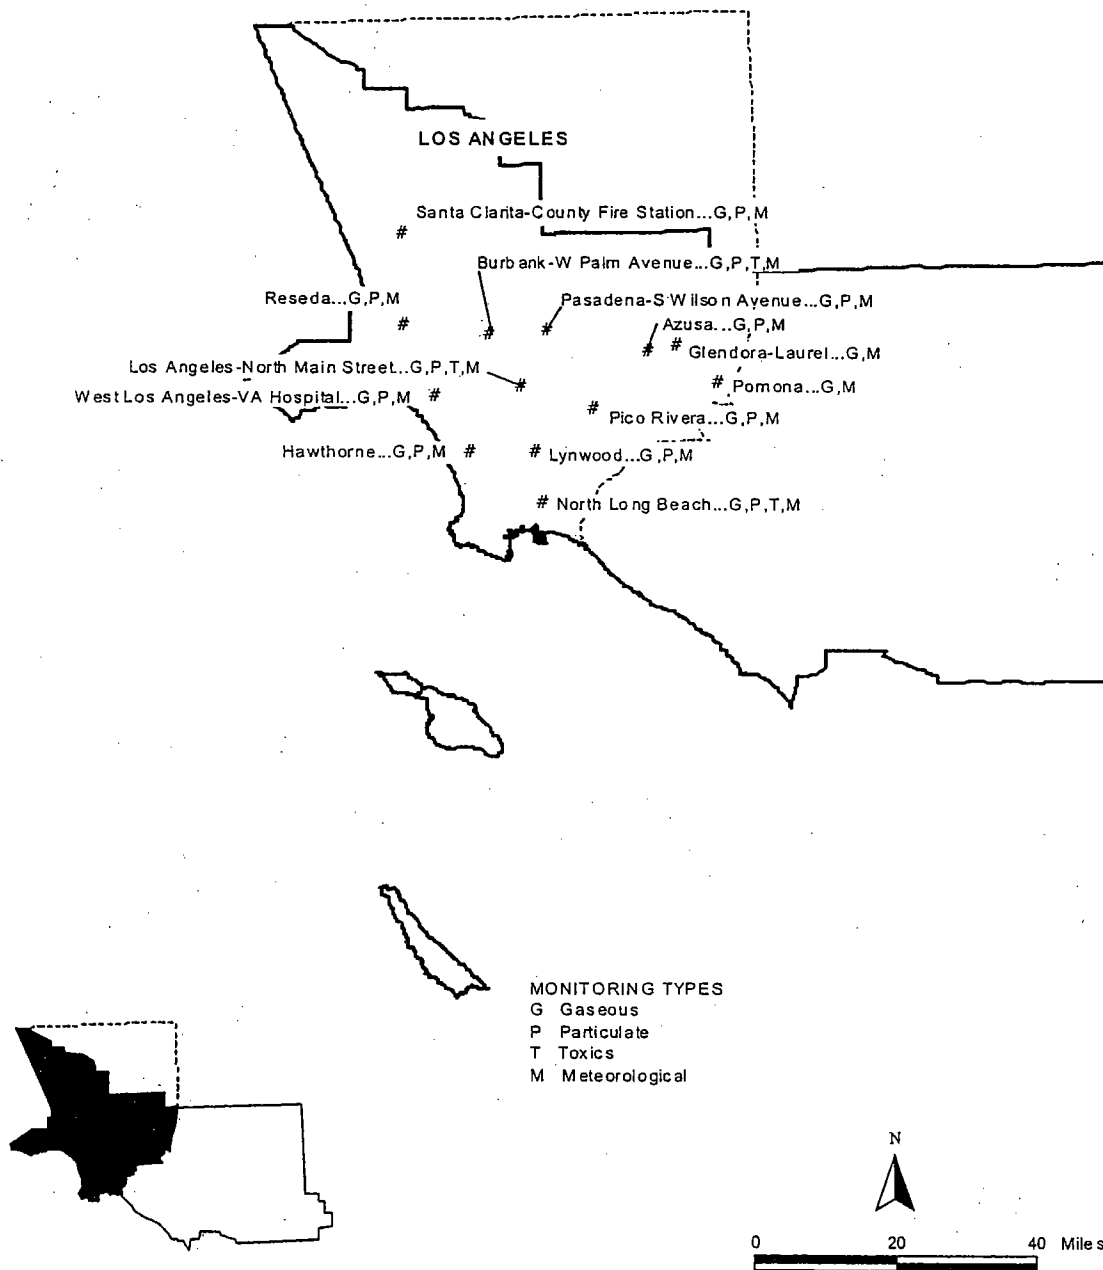 LOS ANGELES
Santa Clarita-County Fire Station...G,P,M
#
Burbank-W Palm Avenue...G,P,T,M
Reseda...G,P,M
Pasadena-S Wilson Avenue...G,P,M
# # #
Azusa...G,P,M
# #
Glendora-Laurel...G,M
Los Angeles-North Main Street...G,P,T,M
#
# Pomona...G,M
West Los Angeles-VA Hospital...G,P,M #
#
Pico Rivera...G,P,M
Hawthorne...G,P,M # # Lynwood...G,P,M
# North Long Beach...G,P,T,M
MONITORING TYPES
G Gaseous
P Particulate
T Toxics
M Meteorological
N
0 20 40 Miles